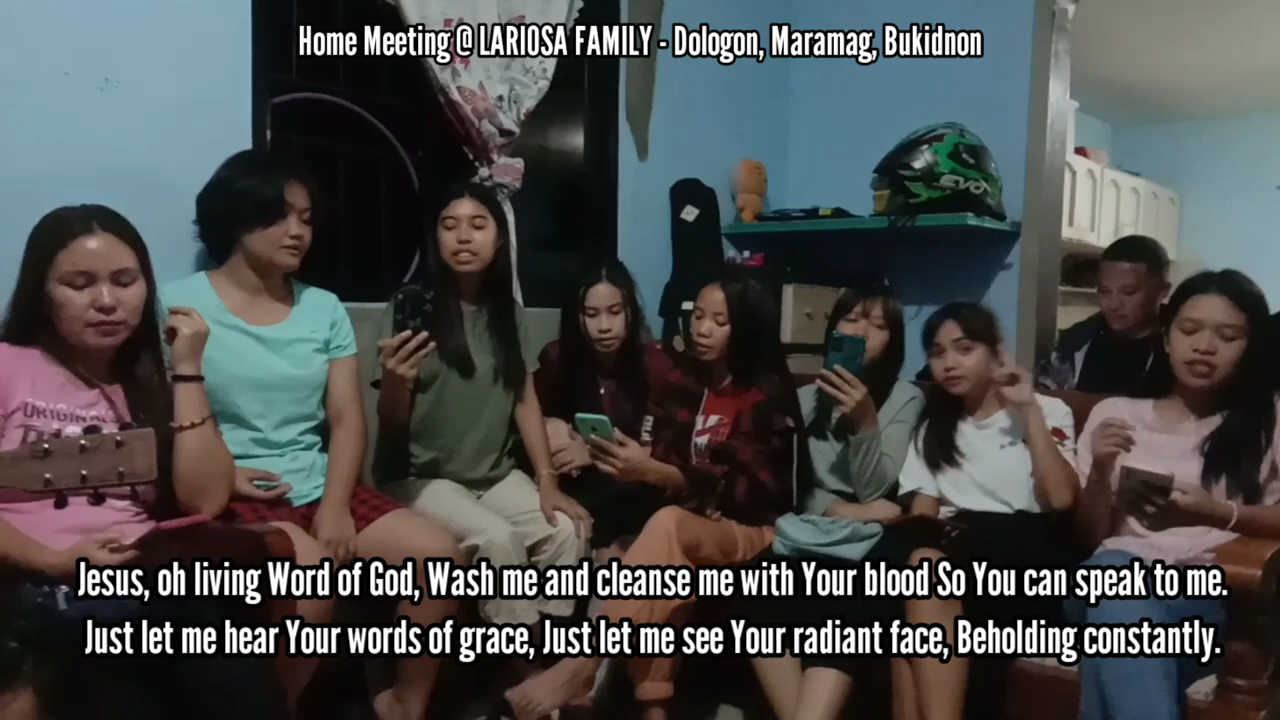 Home Meeting @ LARIOSA FAMILY - Dologon, Maramag, Bukidnon
EVO
ORIGINAL
Jesus, oh living Word of God, Wash me and cleanse me with Your blood So You can speak to me.
Just let me hear Your words of grace, Just let me see Your radiant face, Beholding constantly.